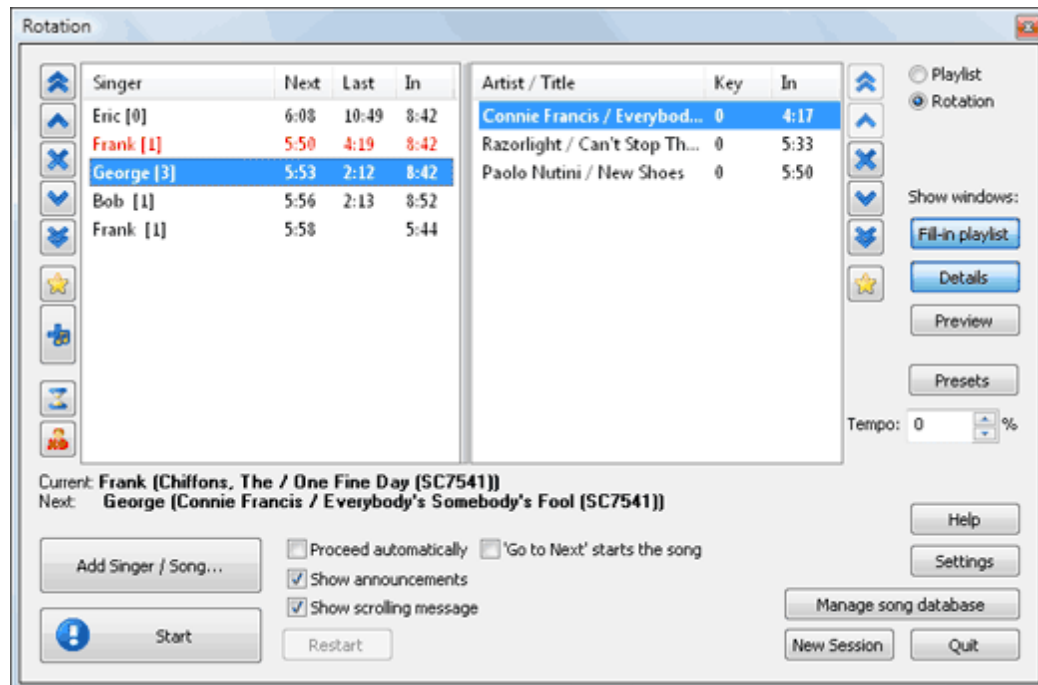 Rotation
Singer Next Last In
Eric [0] 6:08 10:49 8:42
Frank [1] 5:50 4:19 8:42
George [3] 5:53 2:12 8:42
Bob [1] 5:56 2:13 8:52
Frank [1] 5:58 5:44
Artist / Title Key In
Connie Francis / Everybod... 0 4:17
Razorlight / Can't Stop Th... 0 5:33
Paolo Nutini / New Shoes 0 5:50
Playlist
Rotation
Show windows:
Fill-in playlist
Details
Preview
Presets
Tempo: 0 %
Current: Frank (Chiffons, The / One Fine Day (SC7541))
Next: George (Connie Francis / Everybody's Somebody's Fool (SC7541))
Add Singer / Song...
Start
Proceed automatically
'Go to Next' starts the song
Show announcements
Show scrolling message
Restart
Help
Settings
Manage song database
New Session
Quit